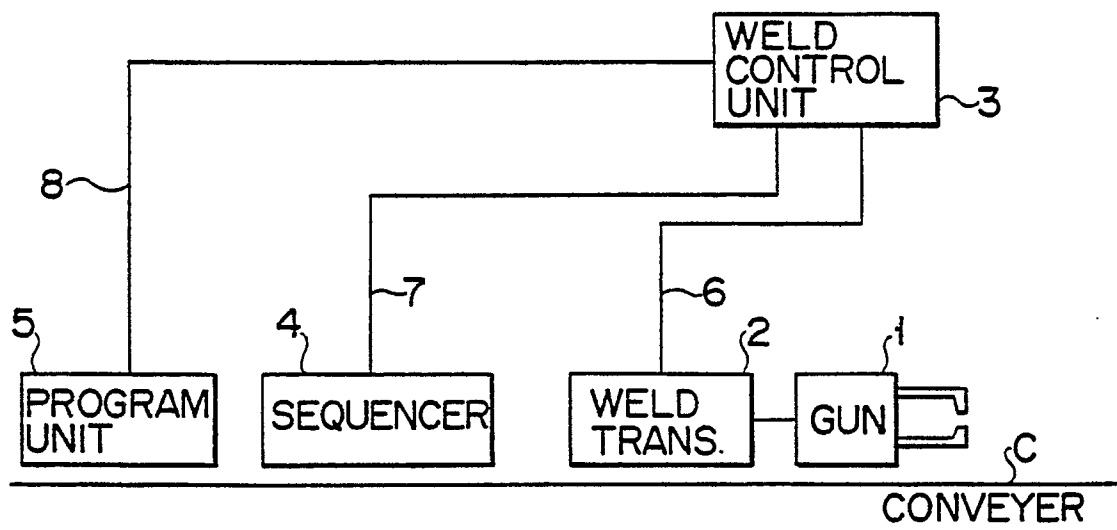 WELD
CONTROL
UNIT
3
8
7
6
5
4
2
1
PROGRAM
UNIT
SEQUENCER
WELD
TRANS.
GUN
C
CONVEYER